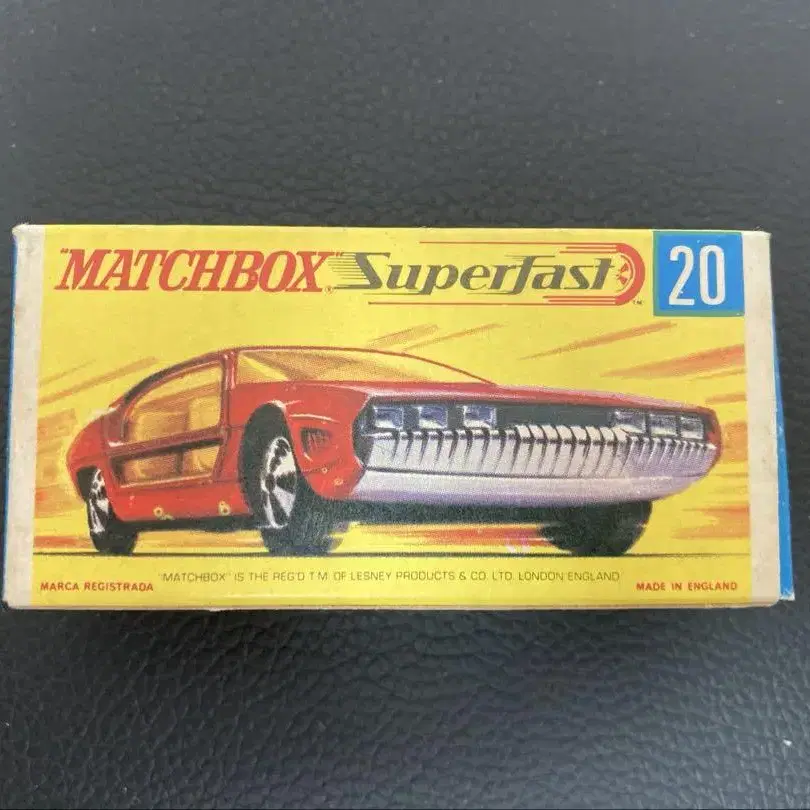 "MATCHBOX" Superfast TM 20
"MATCHBOX" IS THE REG'D T.M. OF LESNEY PRODUCTS & CO. LTD. LONDON ENGLAND
MARCA REGISTRADA MADE IN ENGLAND